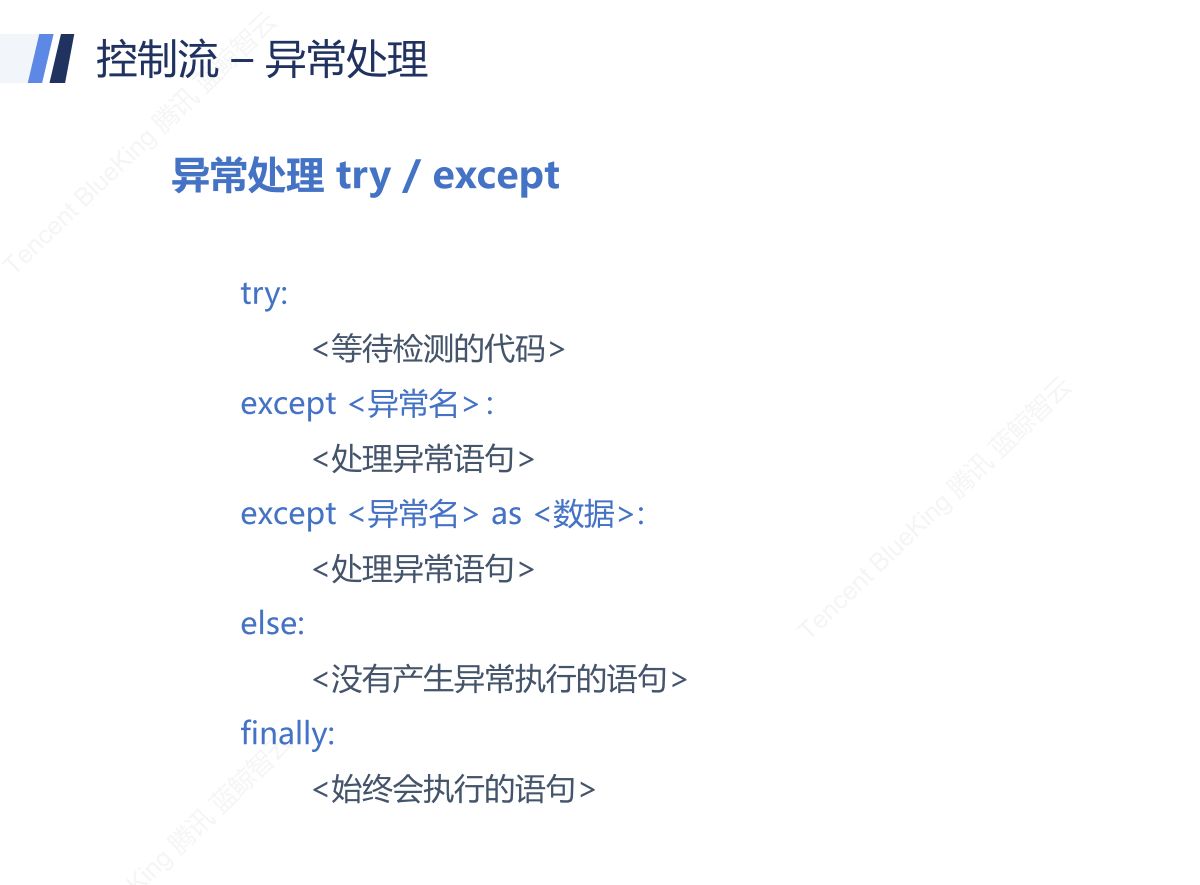 控制流 – 异常处理
异常处理 try / except
try:
<等待检测的代码>
except <异常名> :
<处理异常语句>
except <异常名> as <数据>:
<处理异常语句>
else:
<没有产生异常执行的语句>
finally:
<始终会执行的语句>
Tencent BlueKing 腾讯 蓝鲸智云
Tencent BlueKing 腾讯 蓝鲸智云
King 腾讯 蓝鲸智云